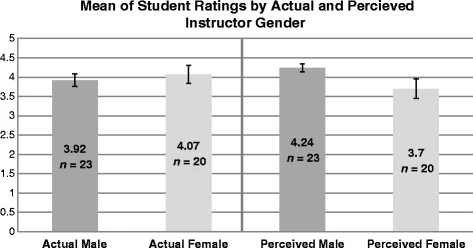 Mean of Student Ratings by Actual and Percieved
Instructor Gender
5
4.5
4
3.5
3
2.5
2
1.5
1
0.5
0
3.92
n = 23
4.07
n = 20
4.24
n = 23
3.7
n = 20
Actual Male Actual Female Perceived Male Perceived Female